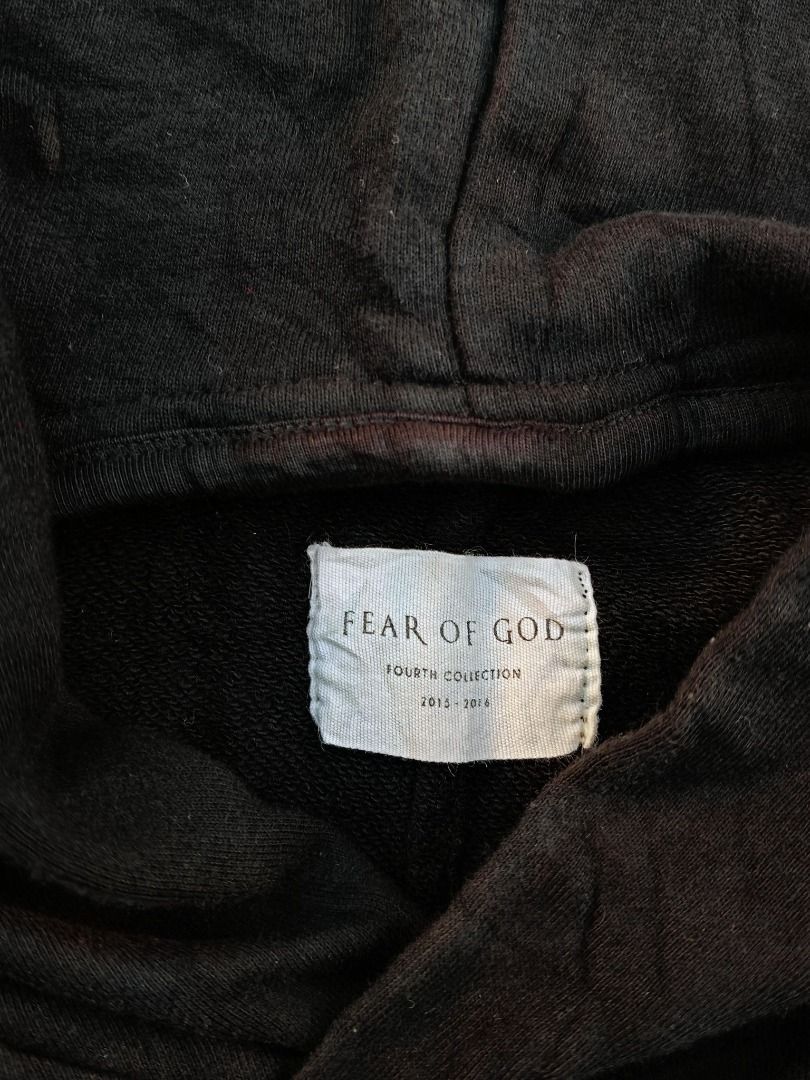 FEAR OF GOD
FOURTH COLLECTION
2015 - 2016